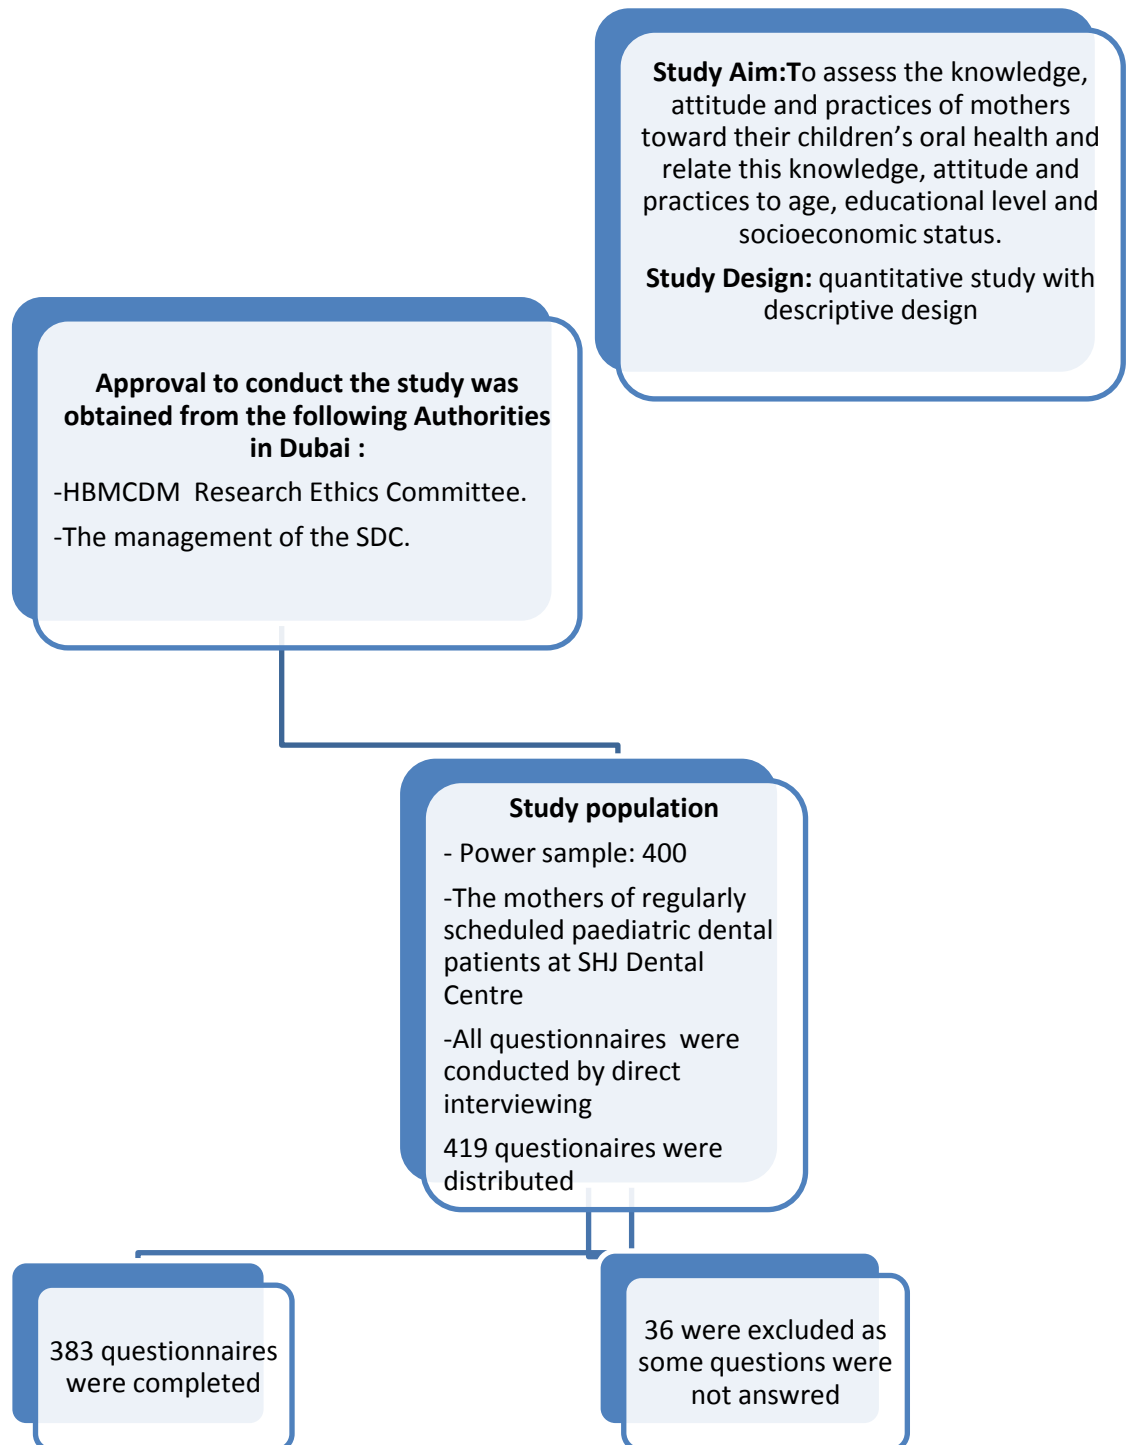 Study Aim:To assess the knowledge,
attitude and practices of mothers
toward their children’s oral health and
relate this knowledge, attitude and
practices to age, educational level and
socioeconomic status.
Study Design: quantitative study with
descriptive design
Approval to conduct the study was
obtained from the following Authorities
in Dubai :
-HBMCDM  Research Ethics Committee.
-The management of the SDC.
Study population
- Power sample: 400
-The mothers of regularly
scheduled paediatric dental
patients at SHJ Dental
Centre
-All questionnaires  were
conducted by direct
interviewing
419 questionaires were
distributed
383 questionnaires
were completed
36 were excluded as
some questions were
not answred